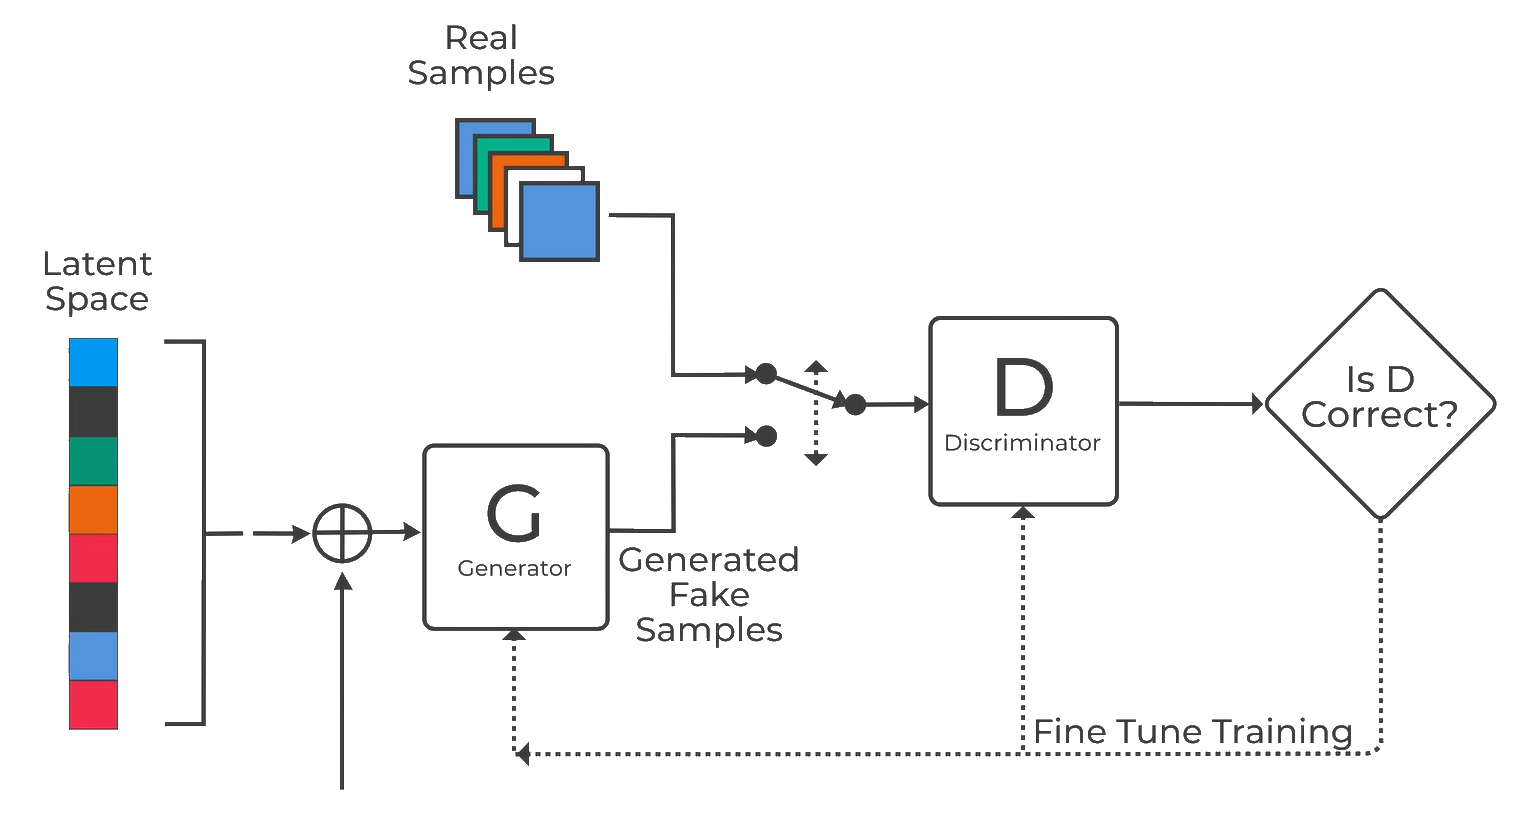 Real
Samples
Latent
Space
G
Generator
Generated
Fake
Samples
D
Discriminator
Is D
Correct?
Fine Tune Training